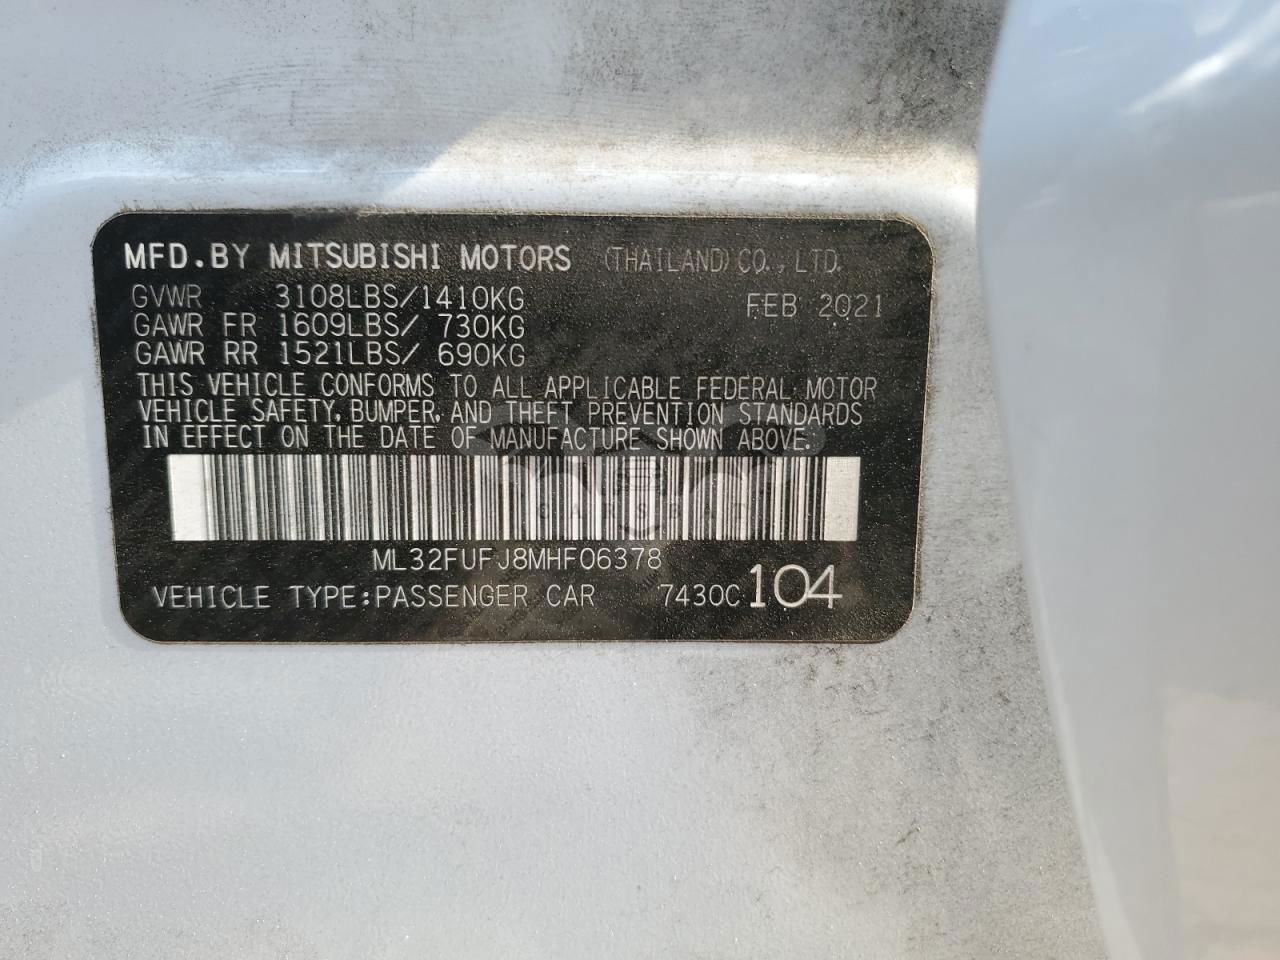 MFD.BY MITSUBISHI MOTORS (THAILAND) CO., LTD.
GVWR 3108LBS/1410KG FEB 2021
GAWR FR 1609LBS/ 730KG
GAWR RR 1521LBS/ 690KG
THIS VEHICLE CONFORMS TO ALL APPLICABLE FEDERAL MOTOR
VEHICLE SAFETY, BUMPER, AND THEFT PREVENTION STANDARDS
IN EFFECT ON THE DATE OF MANUFACTURE SHOWN ABOVE.
ML32FUFJ8MHF06378
VEHICLE TYPE:PASSENGER CAR 7430C 104